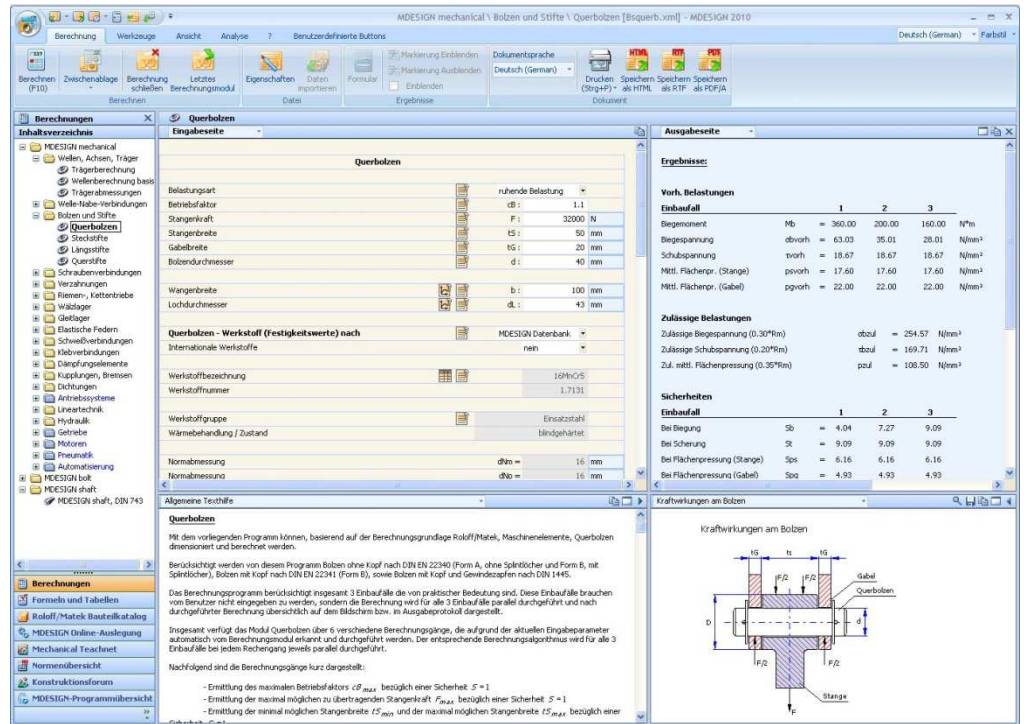 MDESIGN mechanical \ Bolzen und Stifte \ Querbolzen [Bsquerb.xml] - MDESIGN 2010
Berechnung Werkzeuge Ansicht Analyse ? Benutzerdefinierte Buttons Deutsch (German) Farbstil
Berechnen (F10)
Zwischenablage
Berechnung schließen
Letztes Berechnungsmodul
Eigenschaften
Daten importieren
Formular
Markierung Einblenden
Markierung Ausblenden
Einblenden
Dokumentsprache
Deutsch (German)
Drucken (Strg+P)
HTML
Speichern als HTML
RTF
Speichern als RTF
PDF
Speichern als PDF/A
Berechnen Datei Ergebnisse Dokument
Berechnungen
Inhaltsverzeichnis
MDESIGN mechanical
Wellen, Achsen, Träger
Trägerberechnung
Wellenberechnung basis
Trägerabmessungen
Welle-Nabe-Verbindungen
Bolzen und Stifte
Querbolzen
Steckstifte
Längsstifte
Querstifte
Schraubenverbindungen
Verzahnungen
Riemen-, Kettentriebe
Wälzlager
Gleitlager
Elastische Federn
Schweißverbindungen
Klebverbindungen
Dämpfungselemente
Kupplungen, Bremsen
Dichtungen
Antriebssysteme
Lineartechnik
Hydraulik
Getriebe
Motoren
Pneumatik
Automatisierung
MDESIGN bolt
MDESIGN shaft
MDESIGN shaft, DIN 743
Berechnungen
Formeln und Tabellen
Roloff/Matek Bauteilkatalog
MDESIGN Online-Auslegung
Mechanical Teachnet
Normenübersicht
Konstruktionsforum
MDESIGN-Programmübersicht
Querbolzen
Eingabeseite
Querbolzen
Belastungsart ruhende Belastung
Betriebsfaktor cB : 1.1
Stangenkraft F : 32000 N
Stangenbreite tS : 50 mm
Gabelbreite tG : 20 mm
Bolzendurchmesser d : 40 mm
Wangenbreite b : 100 mm
Lochdurchmesser dL : 43 mm
Querbolzen - Werkstoff (Festigkeitswerte) nach MDESIGN Datenbank
Internationale Werkstoffe nein
Werkstoffbezeichnung 16MnCr5
Werkstoffnummer 1.7131
Werkstoffgruppe Einsatzstahl
Wärmebehandlung / Zustand blindgehärtet
Normabmessung dNm = 16 mm
Normabmessung dNp = 16 mm
Ausgabeseite
Ergebnisse:
Vorh. Belastungen
Einbaufall 1 2 3
Biegemoment Mb = 360.00 200.00 160.00 N*m
Biegespannung σbvorh = 63.03 35.01 28.01 N/mm²
Schubspannung τvorh = 18.67 18.67 18.67 N/mm²
Mittl. Flächenpr. (Stange) psvorh = 17.60 17.60 17.60 N/mm²
Mittl. Flächenpr. (Gabel) pgvorh = 22.00 22.00 22.00 N/mm²
Zulässige Belastungen
Zulässige Biegespannung (0.30*Rm) σbzul = 254.57 N/mm²
Zulässige Schubspannung (0.20*Rm) τbzul = 169.71 N/mm²
Zul. mittl. Flächenpressung (0.35*Rm) pzul = 108.50 N/mm²
Sicherheiten
Einbaufall 1 2 3
Bei Biegung Sb = 4.04 7.27 9.09
Bei Scherung St = 9.09 9.09 9.09
Bei Flächenpressung (Stange) Sps = 6.16 6.16 6.16
Bei Flächenpressung (Gabel) Spg = 4.93 4.93 4.93
Allgemeine Texthilfe
Querbolzen
Mit dem vorliegenden Programm können, basierend auf der Berechnungsgrundlage Roloff/Matek, Maschinenelemente, Querbolzen
dimensioniert und berechnet werden.
Berücksichtigt werden von diesem Programm Bolzen ohne Kopf nach DIN EN 22340 (Form A, ohne Splintlöcher und Form B, mit
Splintlöcher), Bolzen mit Kopf nach DIN EN 22341 (Form B), sowie Bolzen mit Kopf und Gewindezapfen nach DIN 1445.
Das Berechnungsprogramm berücksichtigt insgesamt 3 Einbaufälle die von praktischer Bedeutung sind. Diese Einbaufälle brauchen
vom Benutzer nicht eingegeben zu werden, sondern die Berechnung wird für alle 3 Einbaufälle parallel durchgeführt und nach
durchgeführter Berechnung übersichtlich auf dem Bildschirm bzw. im Ausgabeprotokoll dargestellt.
Insgesamt verfügt das Modul Querbolzen über 6 verschiedene Berechnungsgänge, die aufgrund der aktuellen Eingabeparameter
automatisch vom Berechnungsmodul erkannt und durchgeführt werden. Der entsprechende Berechnungsalgorithmus wird für alle 3
Einbaufälle bei jedem Rechengang jeweils parallel durchgeführt.
Nachfolgend sind die Berechnungsgänge kurz dargestellt:
- Ermittlung des maximalen Betriebsfaktors cB max bezüglich einer Sicherheit S = 1
- Ermittlung der maximal möglichen zu übertragenden Stangenkraft F max bezüglich einer Sicherheit S = 1
- Ermittlung der minimal möglichen Stangenbreite tS min und der maximal möglichen Stangenbreite tS max bezüglich einer
Sicherheit S = 1
Kraftwirkungen am Bolzen
Kraftwirkungen am Bolzen
tG ts tG
F/2 F/2
Gabel
Querbolzen
D d
F/2 F/2
Stange
F